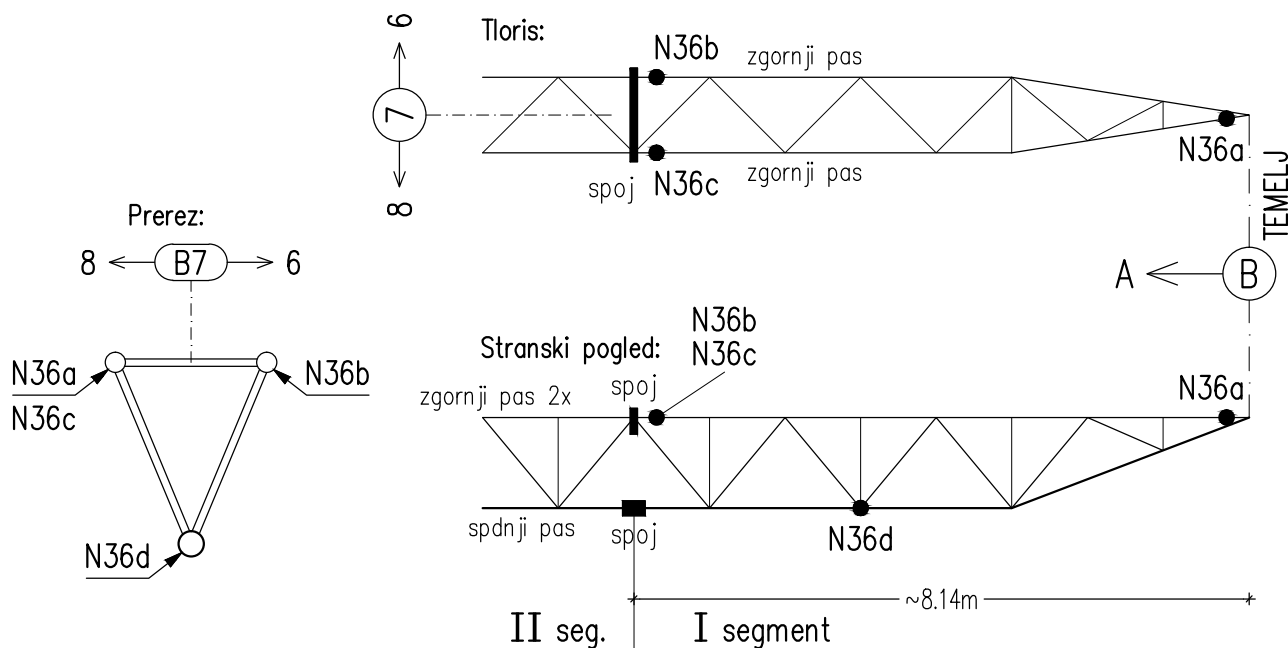 Tloris:
6
7
8
N36b
zgornji pas
N36c
zgornji pas
spoj
N36a
TEMELJ
A
B
Prerez:
8
B7
6
N36a
N36c
N36b
N36d
Stranski pogled:
N36b
N36c
spoj
zgornji pas 2x
N36a
spdnji pas
spoj
N36d
~8.14m
II seg.
I segment